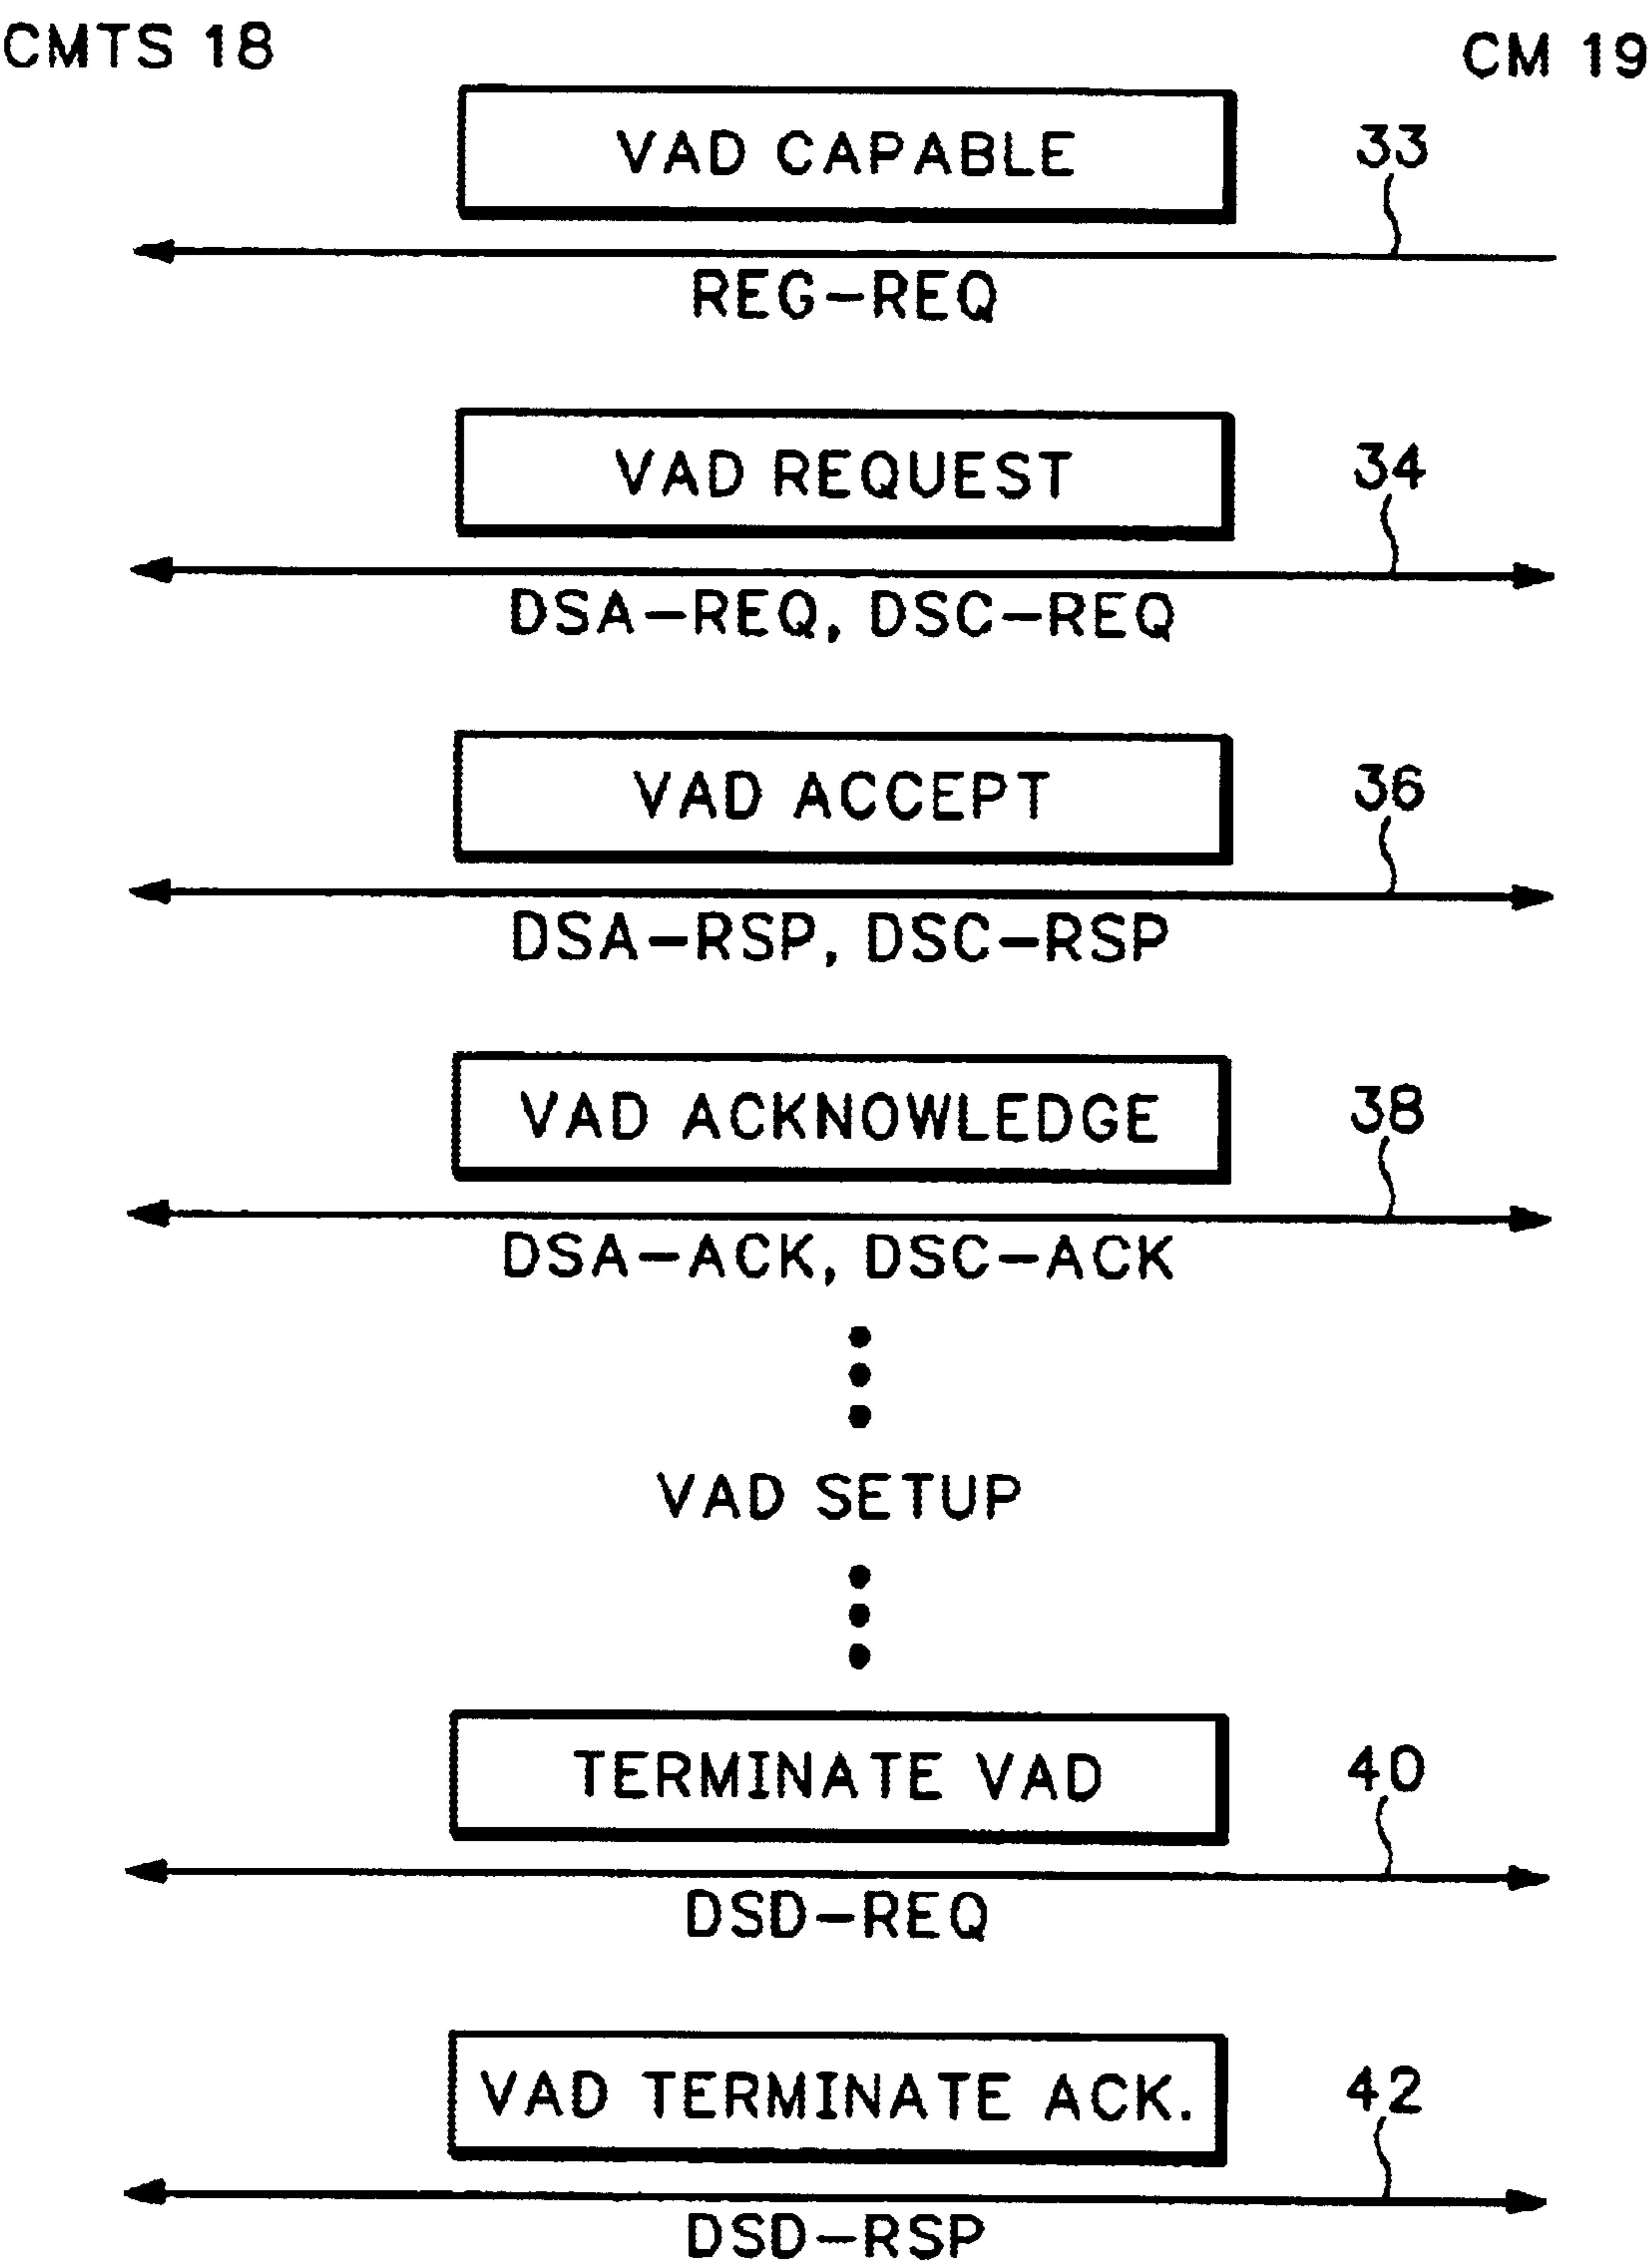 CMTS 18
CM 19
VAD CAPABLE
33
REG-REQ
VAD REQUEST
34
DSA-REQ, DSC-REQ
VAD ACCEPT
36
DSA-RSP, DSC-RSP
VAD ACKNOWLEDGE
38
DSA-ACK, DSC-ACK
VAD SETUP
TERMINATE VAD
40
DSD-REQ
VAD TERMINATE ACK.
42
DSD-RSP